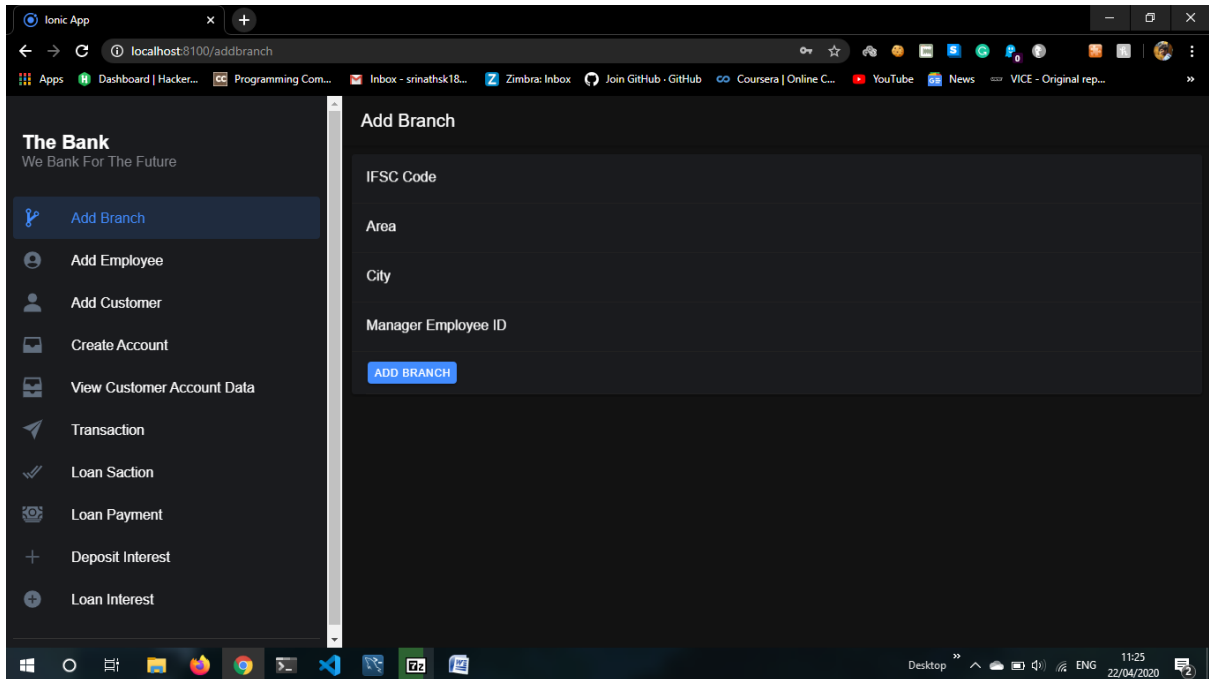 Ionic App
localhost:8100/addbranch
Apps Dashboard | Hacker... Programming Com... Inbox - srinathsk18... Zimbra: Inbox Join GitHub · GitHub Coursera | Online C... YouTube News VICE - Original rep... »
The Bank
We Bank For The Future
Add Branch
Add Employee
Add Customer
Create Account
View Customer Account Data
Transaction
Loan Saction
Loan Payment
Deposit Interest
Loan Interest
Add Branch
IFSC Code
Area
City
Manager Employee ID
ADD BRANCH
Desktop » ENG 11:25
22/04/2020